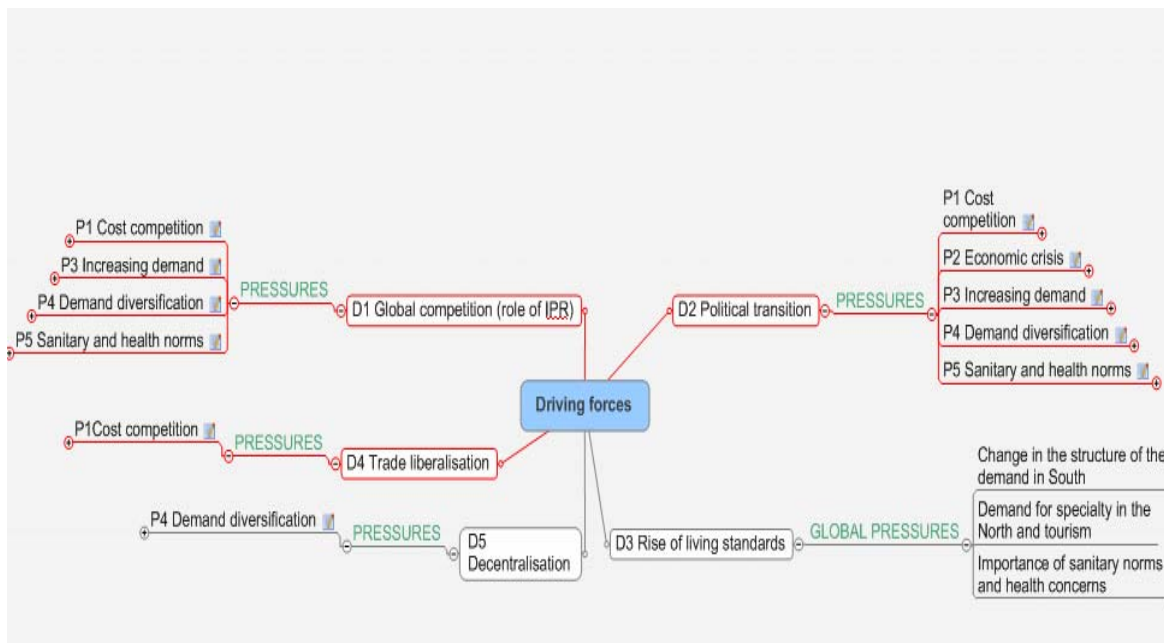 P1 Cost competition
P3 Increasing demand
P4 Demand diversification
P5 Sanitary and health norms
PRESSURES
D1 Global competition (role of IPR)
D2 Political transition
PRESSURES
P1 Cost
competition
P2 Economic crisis
P3 Increasing demand
P4 Demand diversification
P5 Sanitary and health norms
Driving forces
P1Cost competition
PRESSURES
D4 Trade liberalisation
P4 Demand diversification
PRESSURES
D5
Decentralisation
D3 Rise of living standards
GLOBAL PRESSURES
Change in the structure of the
demand in South
Demand for specialty in the
North and tourism
Importance of sanitary norms
and health concerns